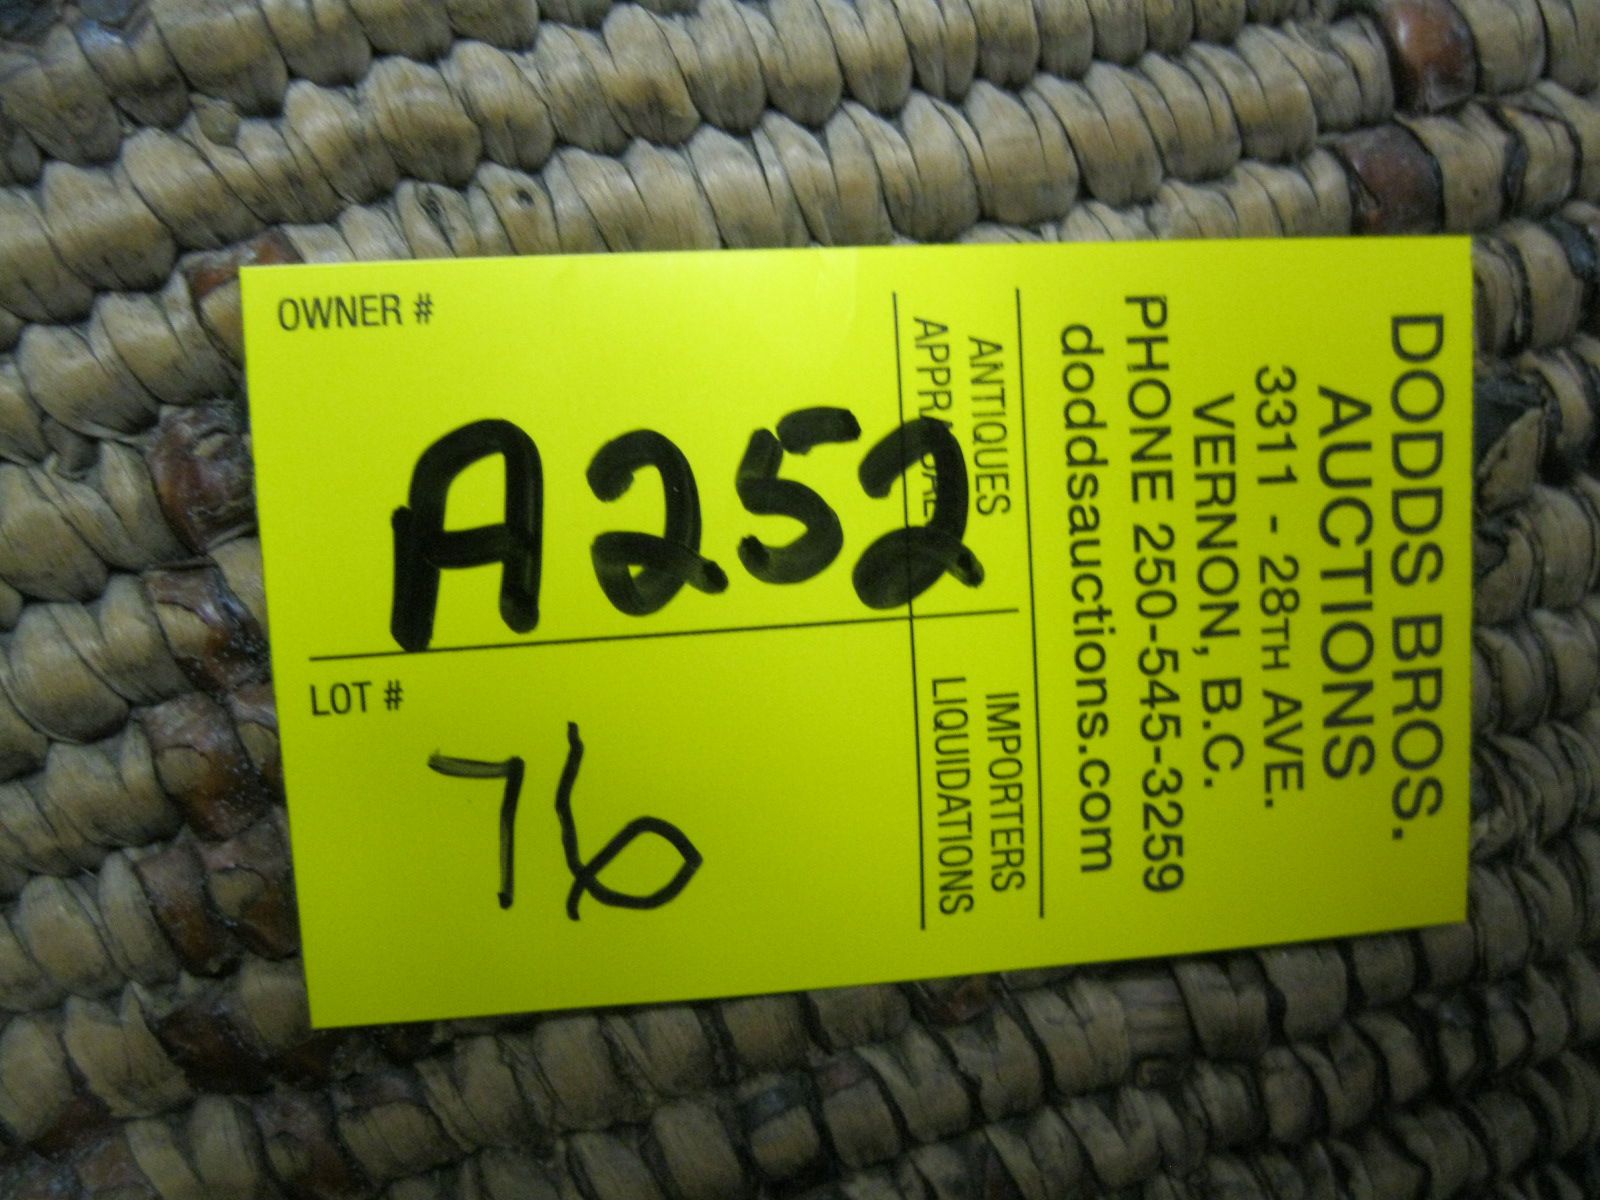 DODDS BROS.
AUCTIONS
3311 - 28TH AVE.
VERNON, B.C.
PHONE 250-545-3259
doddsauctions.com
ANTIQUES
IMPORTERS
LIQUIDATIONS
OWNER #
A252
LOT #
76